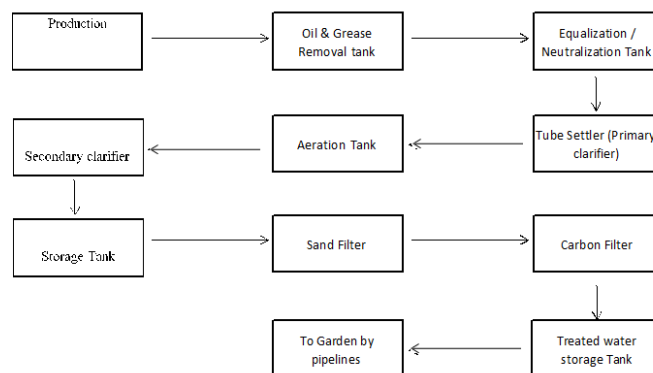 Production
Oil & Grease
Removal tank
Equalization /
Neutralization Tank
Tube Settler (Primary
clarifier)
Aeration Tank
Secondary clarifier
Storage Tank
Sand Filter
Carbon Filter
Treated water
storage Tank
To Garden by
pipelines